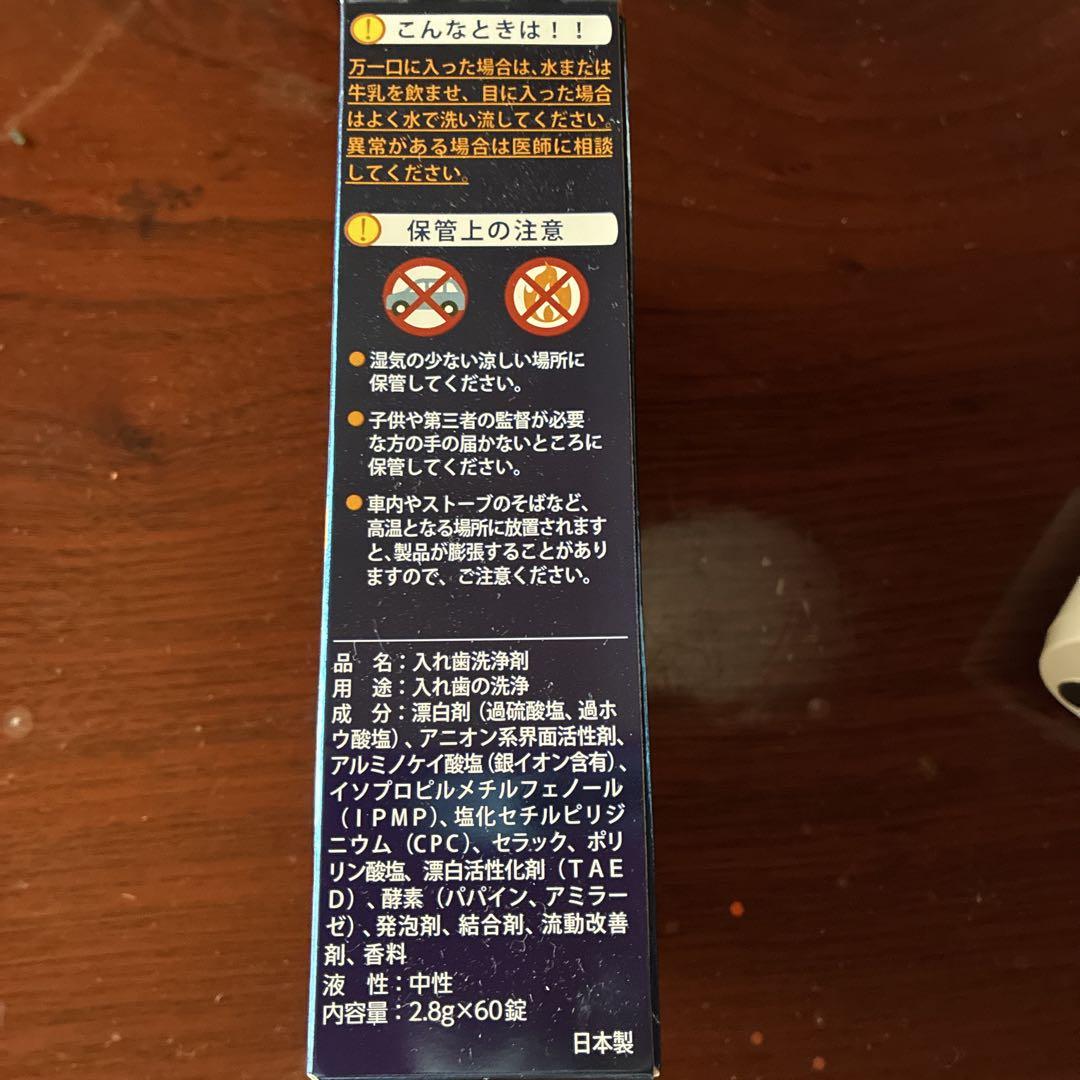 こんなときは！！
万一口に入った場合は、水または
牛乳を飲ませ、目に入った場合
はよく水で洗い流してください。
異常がある場合は医師に相談
してください。
保管上の注意
●湿気の少ない涼しい場所に
保管してください。
●子供や第三者の監督が必要
な方の手の届かないところに
保管してください。
●車内やストーブのそばなど、
高温となる場所に放置されます
と、製品が膨張することがあり
ますので、ご注意ください。
品　名：入れ歯洗浄剤
用　途：入れ歯の洗浄
成　分：漂白剤（過硫酸塩、過ホ
ウ酸塩）、アニオン系界面活性剤、
アルミノケイ酸塩（銀イオン含有）、
イソプロピルメチルフェノール
（ＩＰＭＰ）、塩化セチルピリジ
ニウム（ＣＰＣ）、セラック、ポリ
リン酸塩、漂白活性化剤（ＴＡＥ
Ｄ）、酵素（パパイン、アミラー
ゼ）、発泡剤、結合剤、流動改善
剤、香料
液　性：中性
内容量：2.8g×60錠
日本製